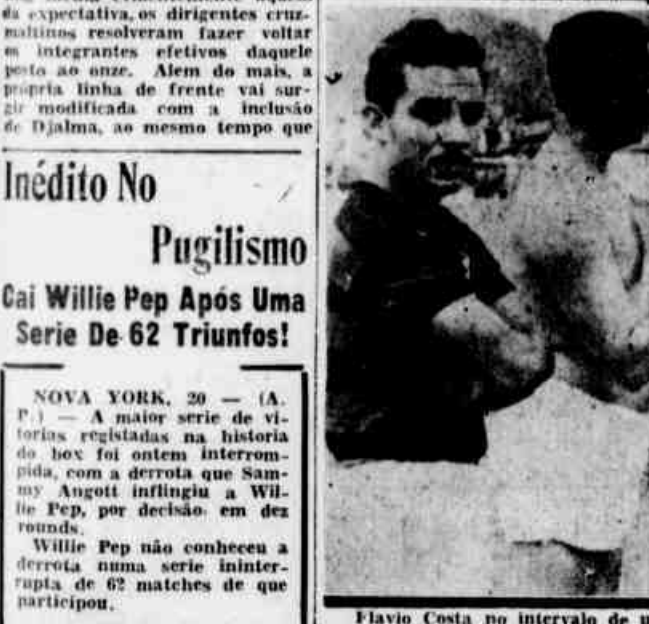 da expectativa, os dirigentes cruz-
maltinos resolveram fazer voltar
os integrantes efetivos daquele
posto ao onze. Alem do mais, a
propria linha de frente vai sur-
gir modificada com a inclusão
de Djalma, ao mesmo tempo que
Inédito No
Pugilismo
Cai Willie Pep Após Uma
Serie De 62 Triunfos!
NOVA YORK, 20 — (A.
P.) — A maior serie de vi-
torias registadas na historia
do box foi ontem interrom-
pida, com a derrota que Sam-
my Angott inflingiu a Wil-
lie Pep, por decisão em dez
rounds.
Willie Pep não conheceu a
derrota numa serie ininter-
rupta de 62 matches de que
participou.
Flavio Costa no intervalo de